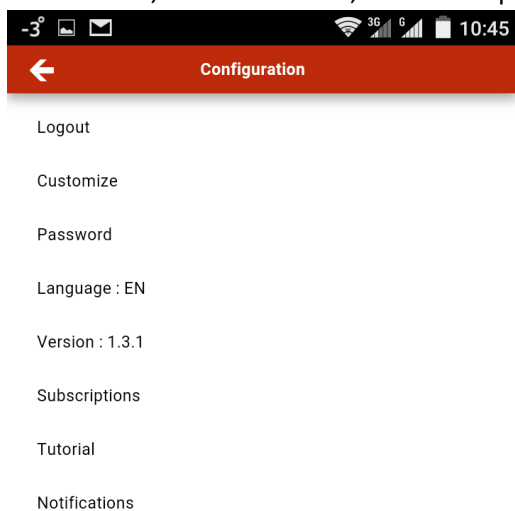 -3° 3G G 10:45
Configuration
Logout
Customize
Password
Language : EN
Version : 1.3.1
Subscriptions
Tutorial
Notifications